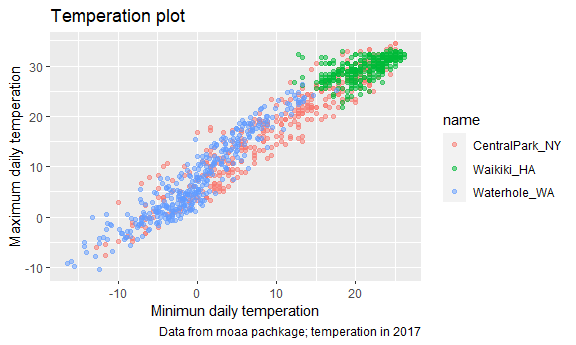 Temperation plot
Maximum daily temperation
30
20
10
0
-10
-10
0
10
20
Minimun daily temperation
name
CentralPark_NY
Waikiki_HA
Waterhole_WA
Data from rnoaa pachkage; temperation in 2017